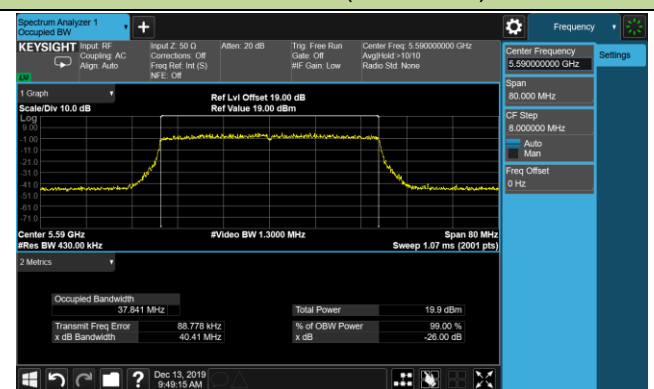 Spectrum Analyzer 1
Occupied BW
Frequency
KEYSIGHT
Input: RF
Coupling: AC
Align: Auto
Input Z: 50 Ω
Corrections: Off
Freq Ref: Int (S)
NFE: Off
Atten: 20 dB
Trig: Free Run
Gate: Off
#IF Gain: Low
Center Freq: 5.590000000 GHz
Avg|Hold:>10/10
Radio Std: None
Center Frequency
5.590000000 GHz
Settings
Span
80.000 MHz
CF Step
8.000000 MHz
Auto
Man
Freq Offset
0 Hz
1 Graph
Scale/Div 10.0 dB
Ref Lvl Offset 19.00 dB
Ref Value 19.00 dBm
Log
9.00
-1.00
-11.0
-21.0
-31.0
-41.0
-51.0
-61.0
-71.0
Center 5.59 GHz
#Video BW 1.3000 MHz
Span 80 MHz
#Res BW 430.00 kHz
Sweep 1.07 ms (2001 pts)
2 Metrics
Occupied Bandwidth
37.841 MHz
Total Power 19.9 dBm
Transmit Freq Error 88.778 kHz
% of OBW Power 99.00 %
x dB Bandwidth 40.41 MHz
x dB -26.00 dB
?
Dec 13, 2019
9:49:15 AM